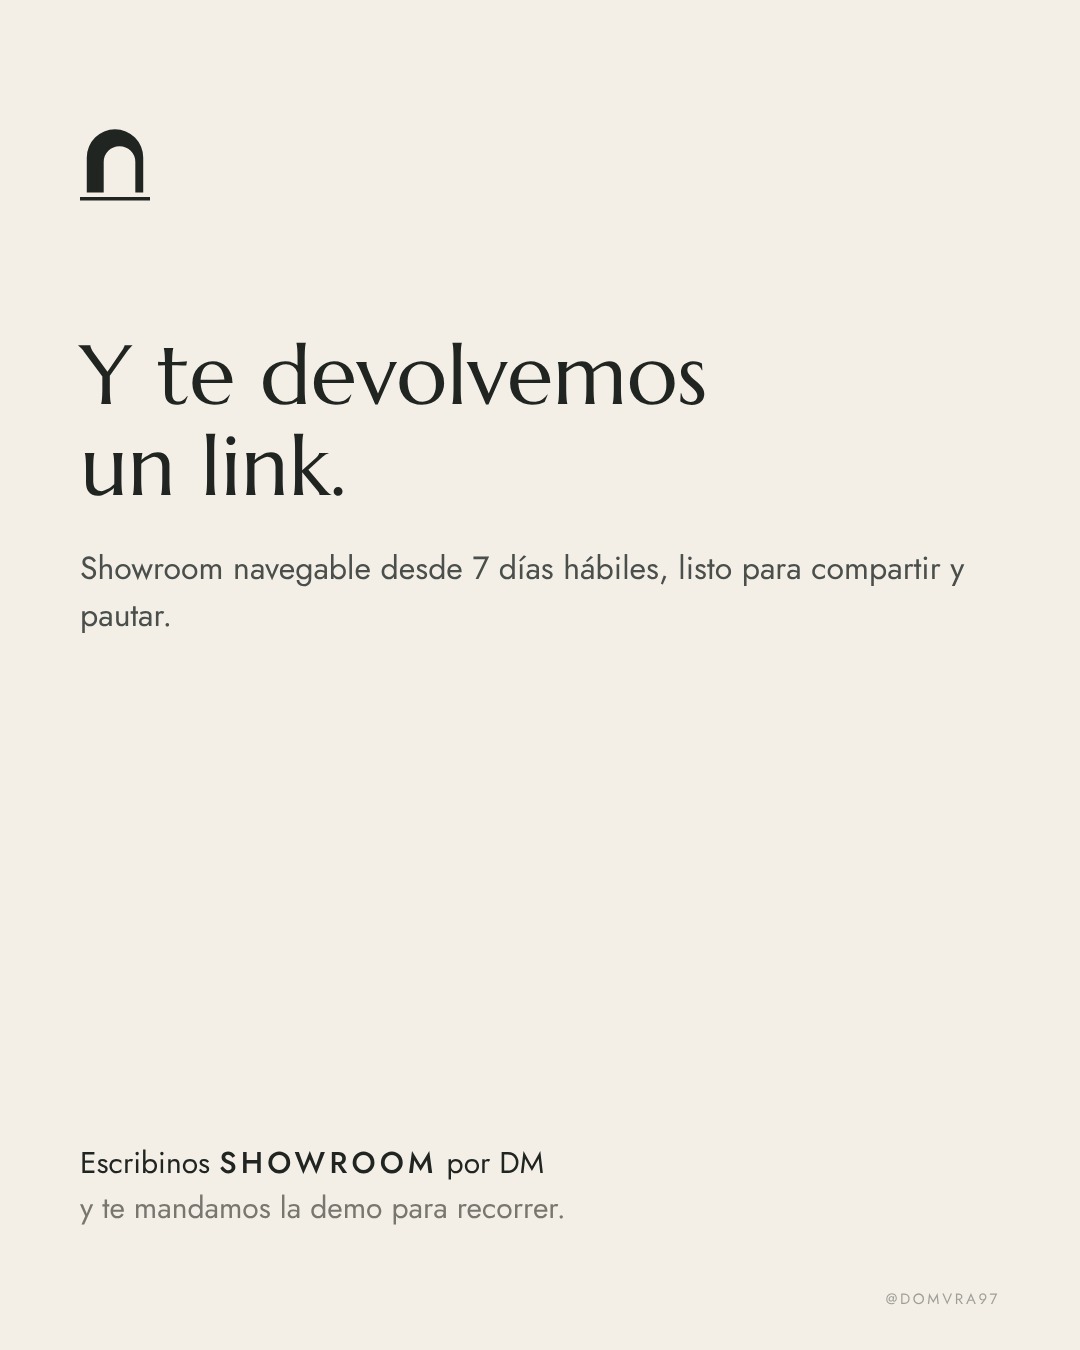 Y te devolvemos
un link.
Showroom navegable desde 7 días hábiles, listo para compartir y
pautar.
Escribinos SHOWROOM por DM
y te mandamos la demo para recorrer.
@DOMVRA97